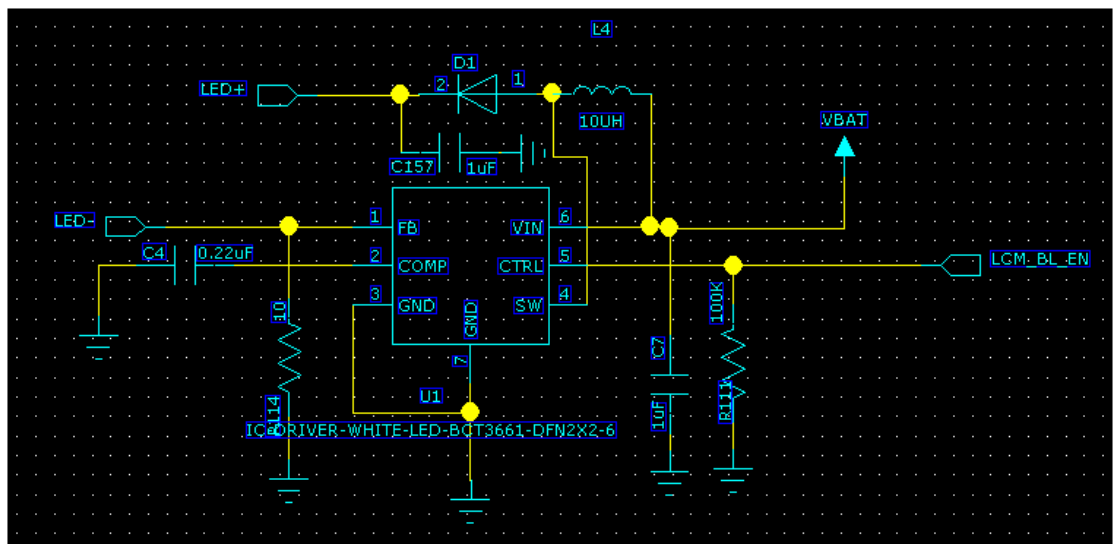 L4
D1
LED+
2
1
10UH
VBAT
C157
1uF
LED-
1
FB
VIN
6
C4
0.22uF
2
COMP
CTRL
5
LCM_BL_EN
3
GND
GND
SW
4
10
100K
7
C7
U1
R114
1uF
R111
IC-DRIVER-WHITE-LED-BCT3661-DFN2X2-6